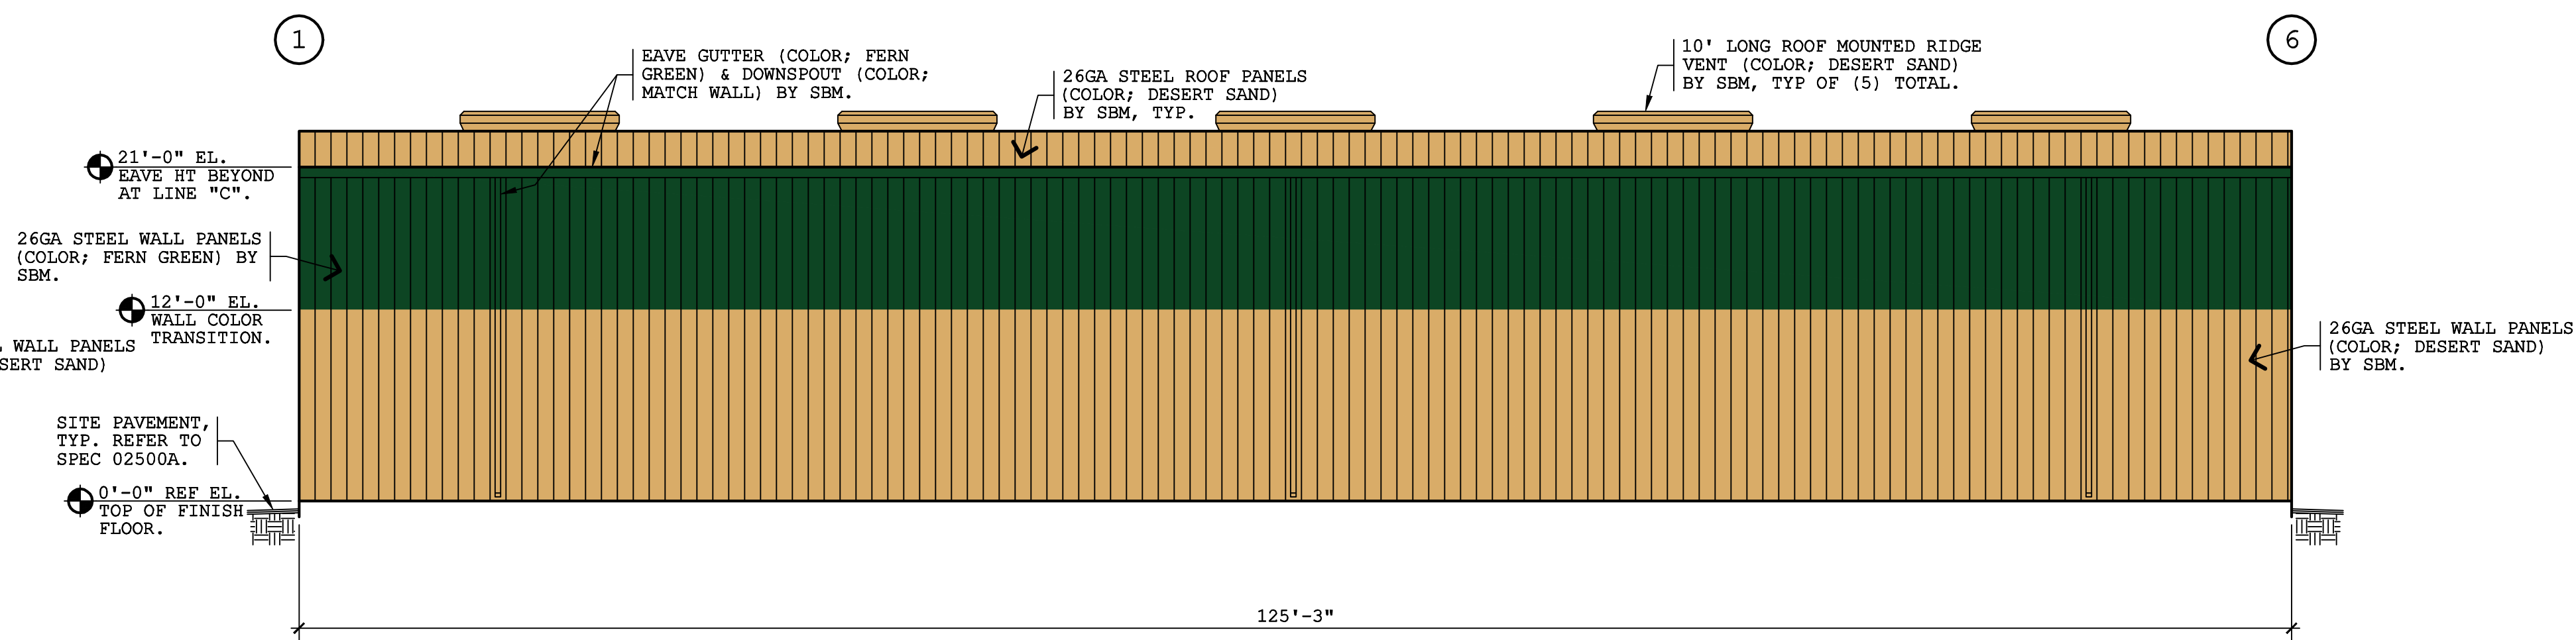 1
6
EAVE GUTTER (COLOR; FERN
GREEN) & DOWNSPOUT (COLOR;
MATCH WALL) BY SBM.
26GA STEEL ROOF PANELS
(COLOR; DESERT SAND)
BY SBM, TYP.
10' LONG ROOF MOUNTED RIDGE
VENT (COLOR; DESERT SAND)
BY SBM, TYP OF (5) TOTAL.
21'-0" EL.
EAVE HT BEYOND
AT LINE "C".
26GA STEEL WALL PANELS
(COLOR; FERN GREEN) BY
SBM.
12'-0" EL.
WALL COLOR
TRANSITION.
WALL PANELS
SERT SAND)
26GA STEEL WALL PANELS
(COLOR; DESERT SAND)
BY SBM.
SITE PAVEMENT,
TYP. REFER TO
SPEC 02500A.
0'-0" REF EL.
TOP OF FINISH
FLOOR.
125'-3"